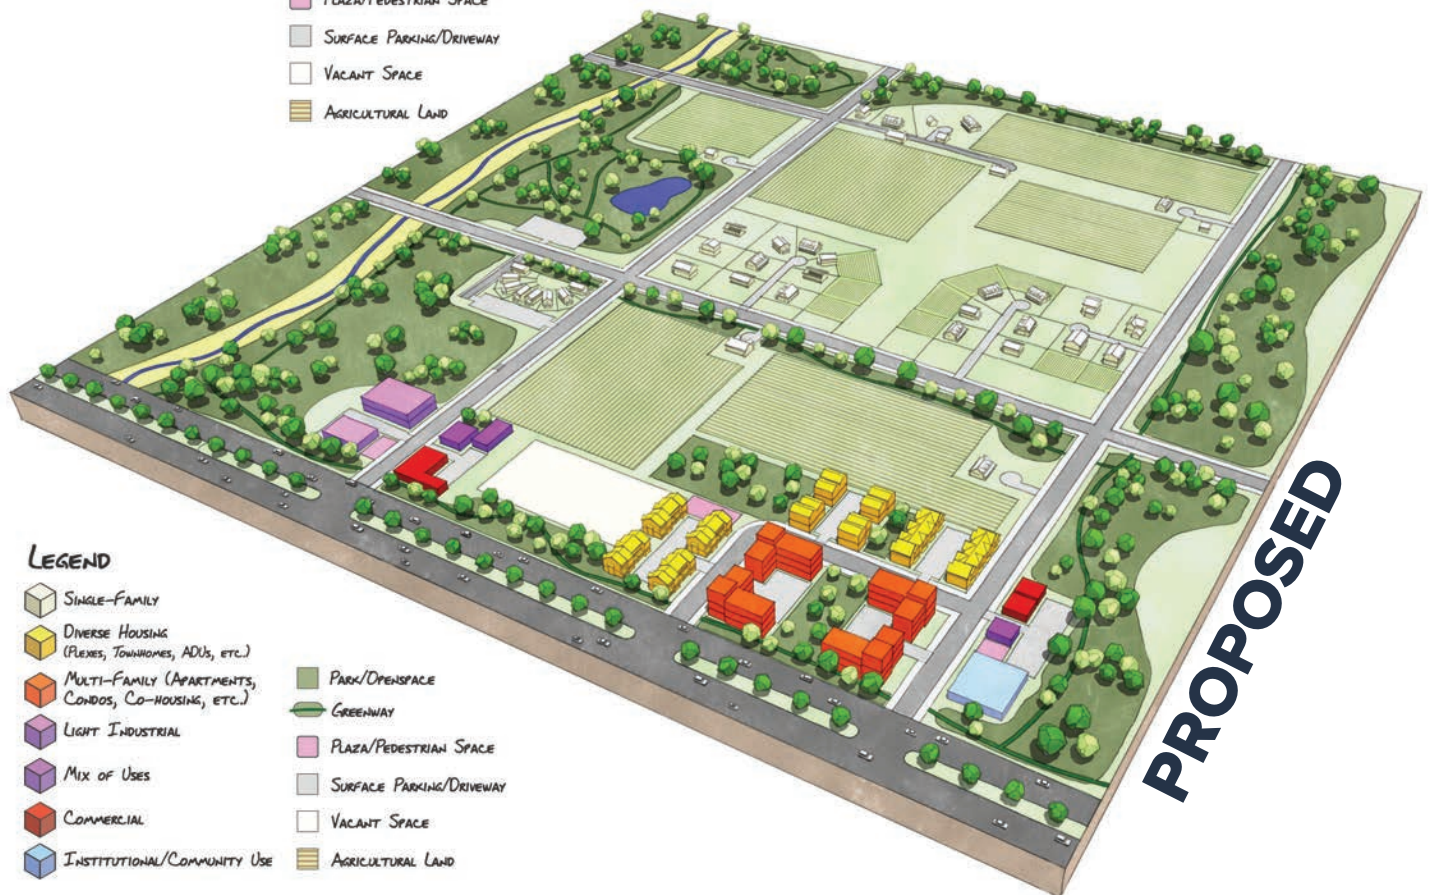 PLAZA/PEDESTRIAN SPACE
SURFACE PARKING/DRIVEWAY
VACANT SPACE
AGRICULTURAL LAND
PROPOSED
LEGEND
SINGLE-FAMILY
DIVERSE HOUSING
(PLEXES, TOWNHOMES, ADUS, ETC.)
MULTI-FAMILY (APARTMENTS,
CONDOS, CO-HOUSING, ETC.)
LIGHT INDUSTRIAL
MIX OF USES
COMMERCIAL
INSTITUTIONAL/COMMUNITY USE
PARK/OPENSPACE
GREENWAY
PLAZA/PEDESTRIAN SPACE
SURFACE PARKING/DRIVEWAY
VACANT SPACE
AGRICULTURAL LAND